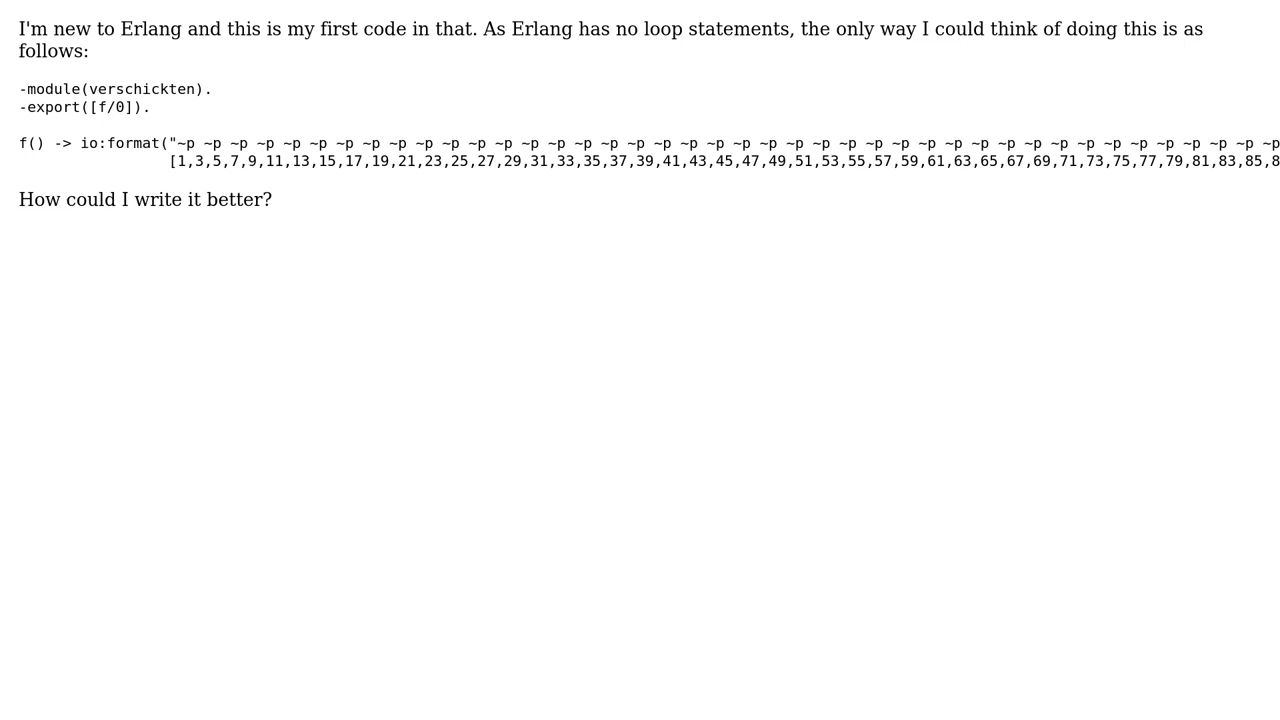 I'm new to Erlang and this is my first code in that. As Erlang has no loop statements, the only way I could think of doing this is as
follows:
-module(verschickten).
-export([f/0]).
f() -> io:format("~p ~p ~p ~p ~p ~p ~p ~p ~p ~p ~p ~p ~p ~p ~p ~p ~p ~p ~p ~p ~p ~p ~p ~p ~p ~p ~p ~p ~p ~p ~p ~p ~p ~p ~p ~p ~p ~p ~p ~p ~p ~p
[1,3,5,7,9,11,13,15,17,19,21,23,25,27,29,31,33,35,37,39,41,43,45,47,49,51,53,55,57,59,61,63,65,67,69,71,73,75,77,79,81,83,85,8
How could I write it better?